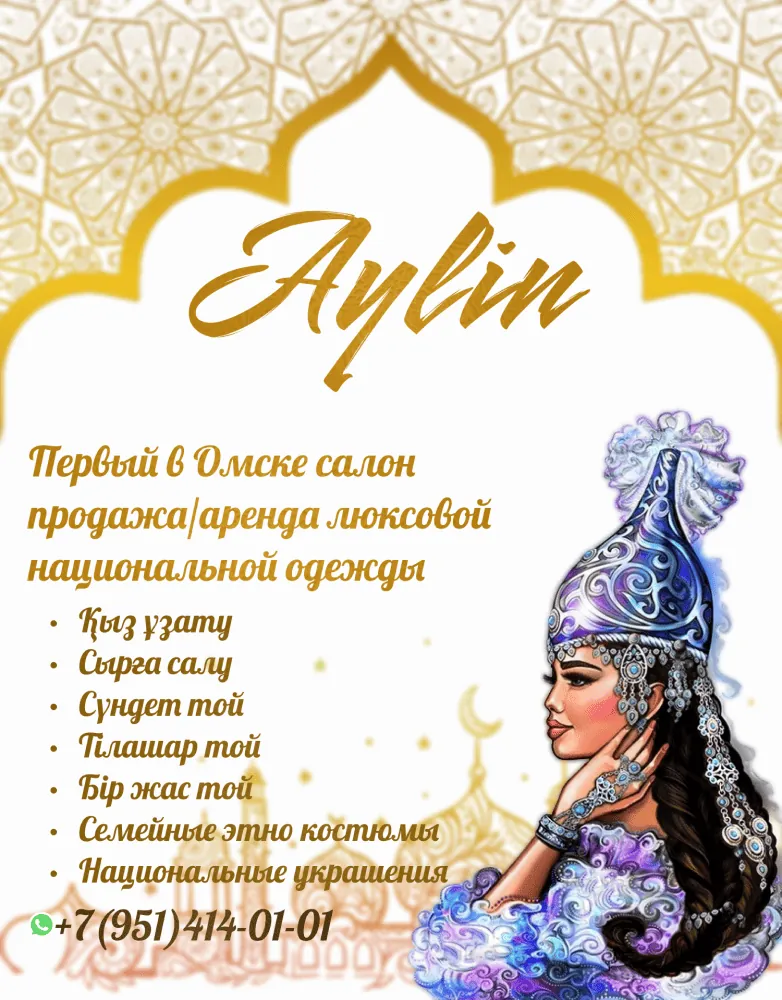 Aylin
Первый в Омске салон
продажа/аренда люксовой
национальной одежды
• Қыз ұзату
• Сырға салу
• Сүндет той
• Тілашар той
• Бір жас той
• Семейные этно костюмы
• Национальные украшения
+7(951)414-01-01